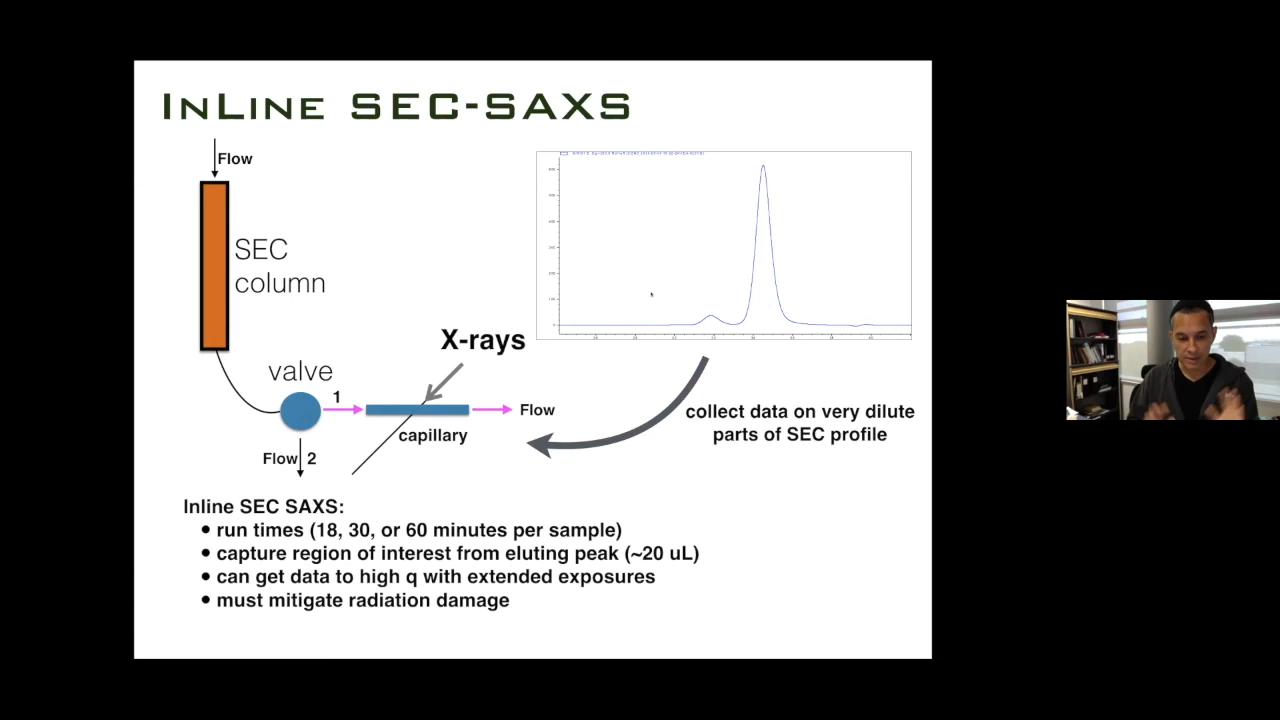 InLine SEC-SAXS
Flow
SEC
column
X-rays
valve
1
Flow
capillary
Flow 2
collect data on very dilute
parts of SEC profile
Inline SEC SAXS:
• run times (18, 30, or 60 minutes per sample)
• capture region of interest from eluting peak (~20 uL)
• can get data to high q with extended exposures
• must mitigate radiation damage